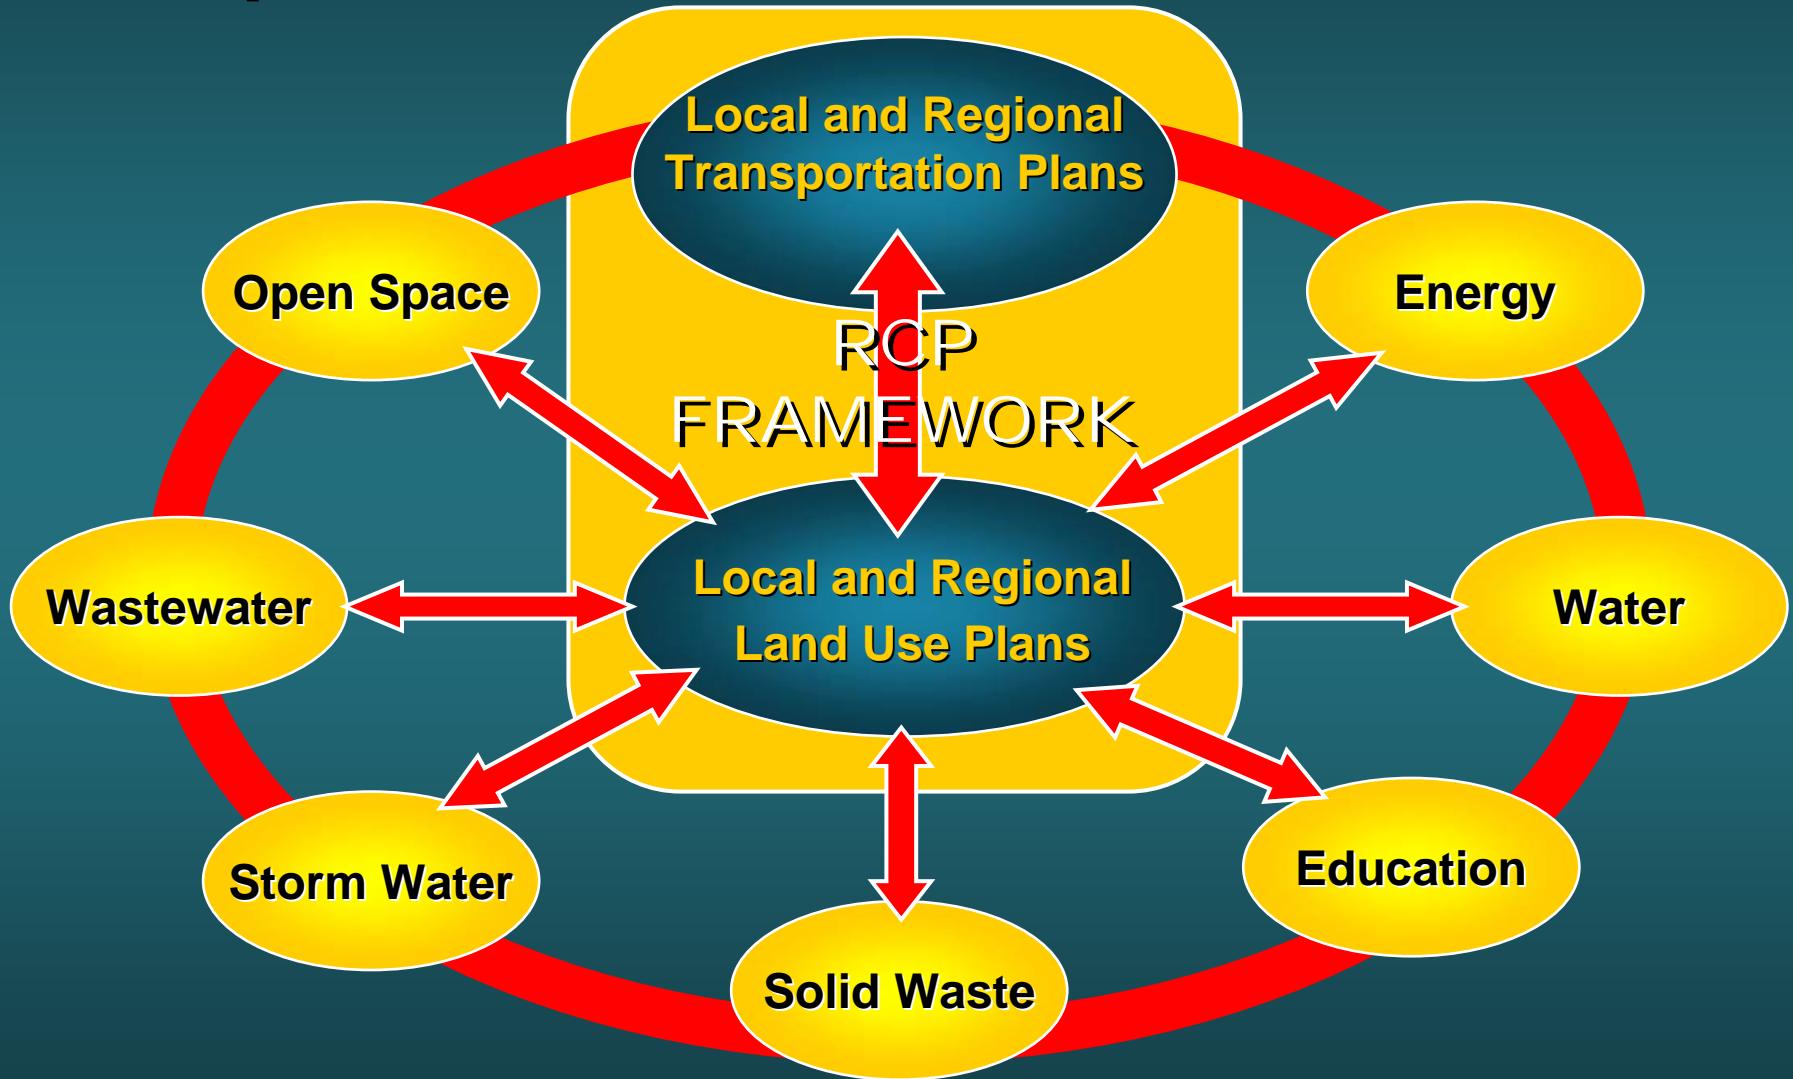 Local and Regional
Transportation Plans
Open Space
Energy
RCP
FRAMEWORK
Local and Regional
Land Use Plans
Wastewater
Water
Storm Water
Education
Solid Waste